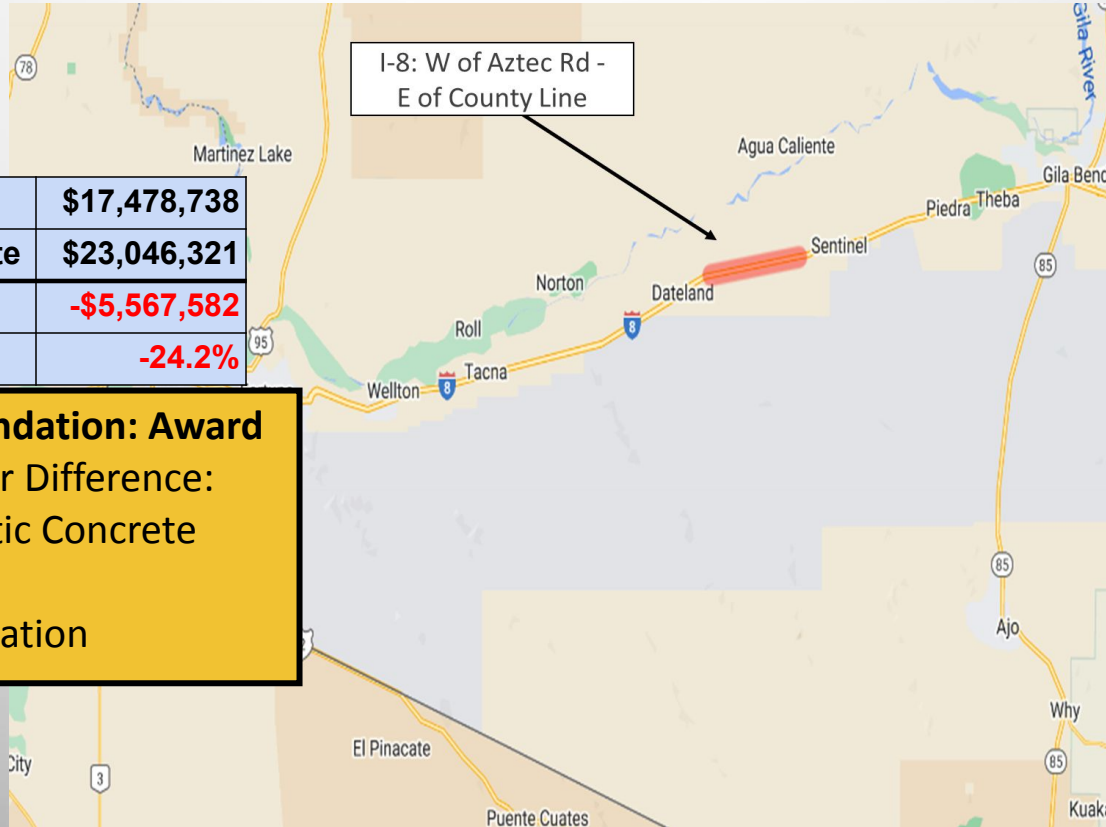 I-8: W of Aztec Rd -
E of County Line
$17,478,738
te $23,046,321
-$5,567,582
-24.2%
ndation: Award
r Difference:
tic Concrete
ation
78
Martinez Lake
Agua Caliente
Gila River
Gila Bend
Piedra
Theba
Sentinel
85
Norton
Dateland
8
Roll
95
Tacna
8
Wellton
85
Ajo
Why
85
El Pinacate
City
3
Puente Cuates
Kuaka